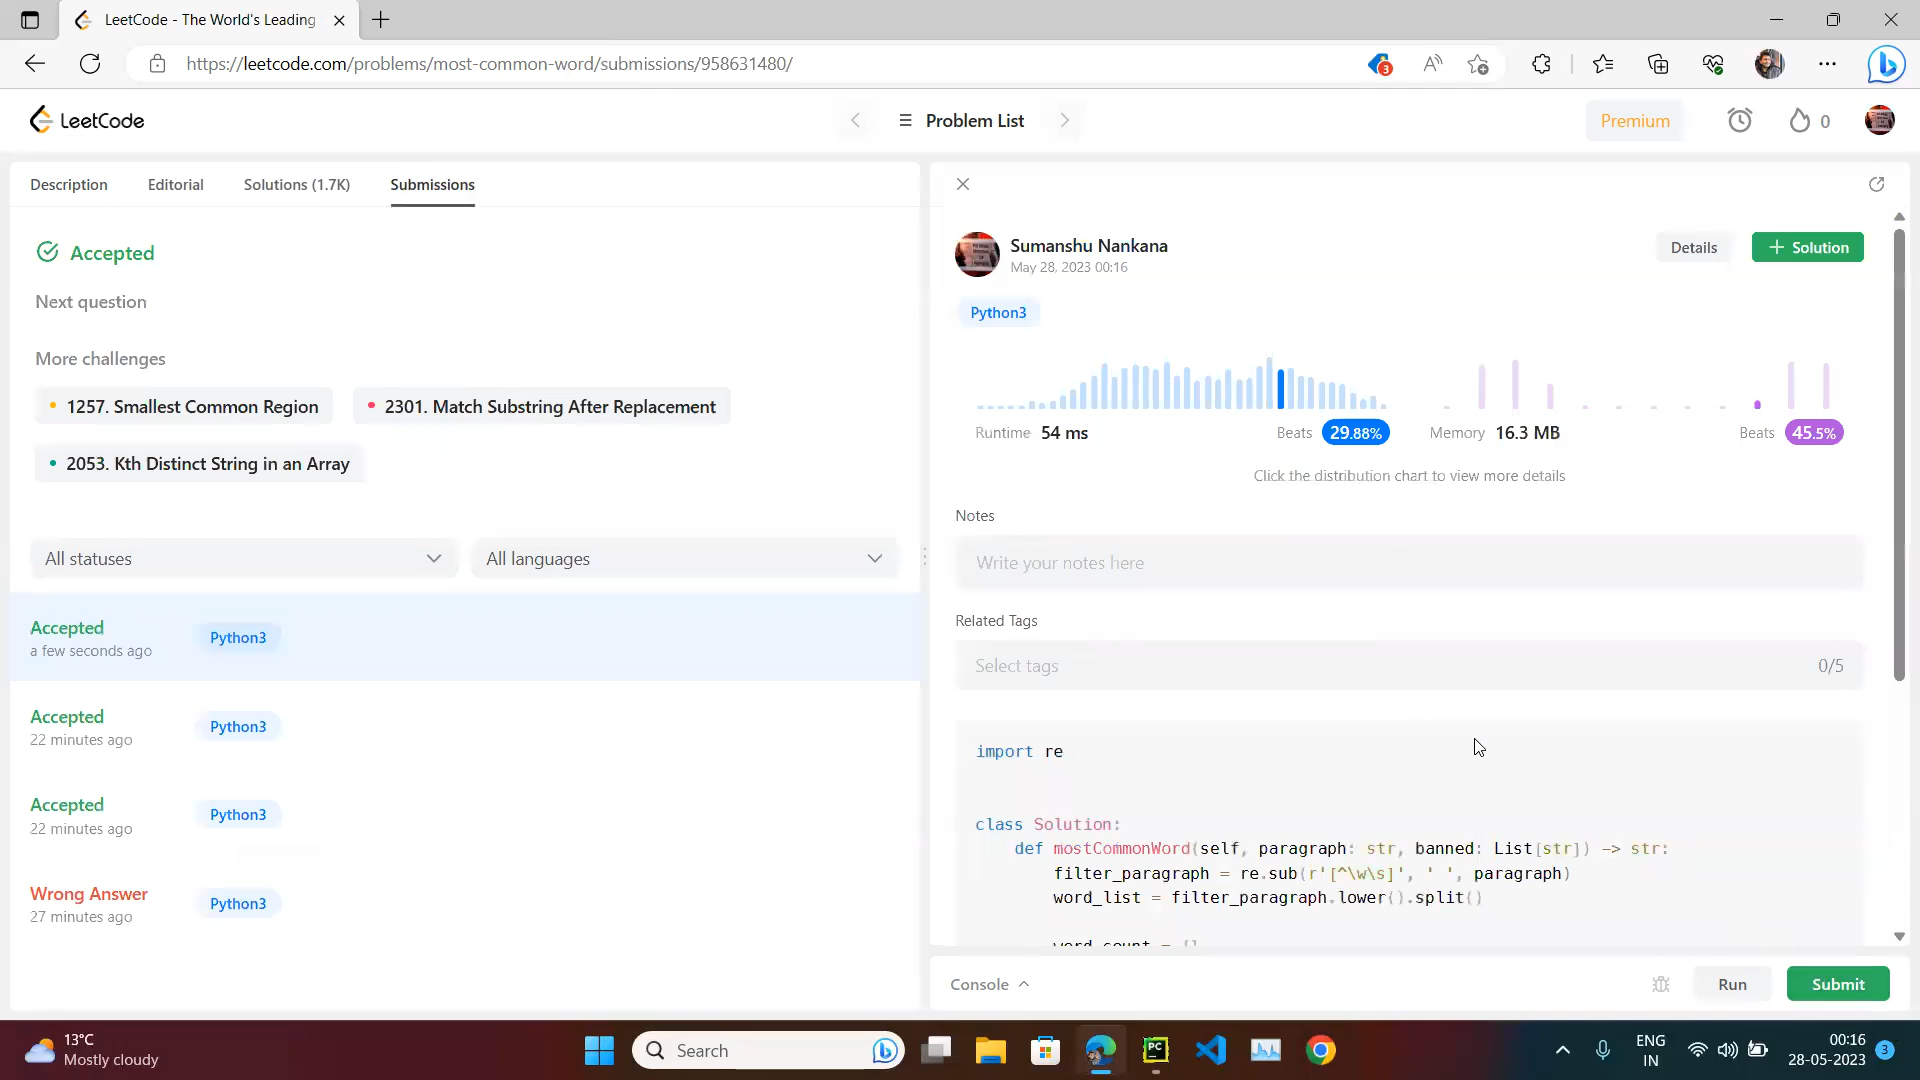 LeetCode - The World's Leading
https://leetcode.com/problems/most-common-word/submissions/958631480/
3
LeetCode
Problem List
Premium
0
Description
Editorial
Solutions (1.7K)
Submissions
Accepted
Next question
More challenges
1257. Smallest Common Region
2301. Match Substring After Replacement
2053. Kth Distinct String in an Array
All statuses
All languages
Accepted
Python3
a few seconds ago
Accepted
Python3
22 minutes ago
Accepted
Python3
22 minutes ago
Wrong Answer
Python3
27 minutes ago
Sumanshu Nankana
May 28, 2023 00:16
Details
+ Solution
Python3
Runtime 54 ms
Beats 29.88%
Memory 16.3 MB
Beats 45.5%
Click the distribution chart to view more details
Notes
Write your notes here
Related Tags
Select tags
0/5
import re
class Solution:
def mostCommonWord(self, paragraph: str, banned: List[str]) -> str:
filter_paragraph = re.sub(r'[^\w\s]', ' ', paragraph)
word_list = filter_paragraph.lower().split()
Console
Run
Submit
13°C
Mostly cloudy
Search
PC
ENG
IN
00:16
28-05-2023
3